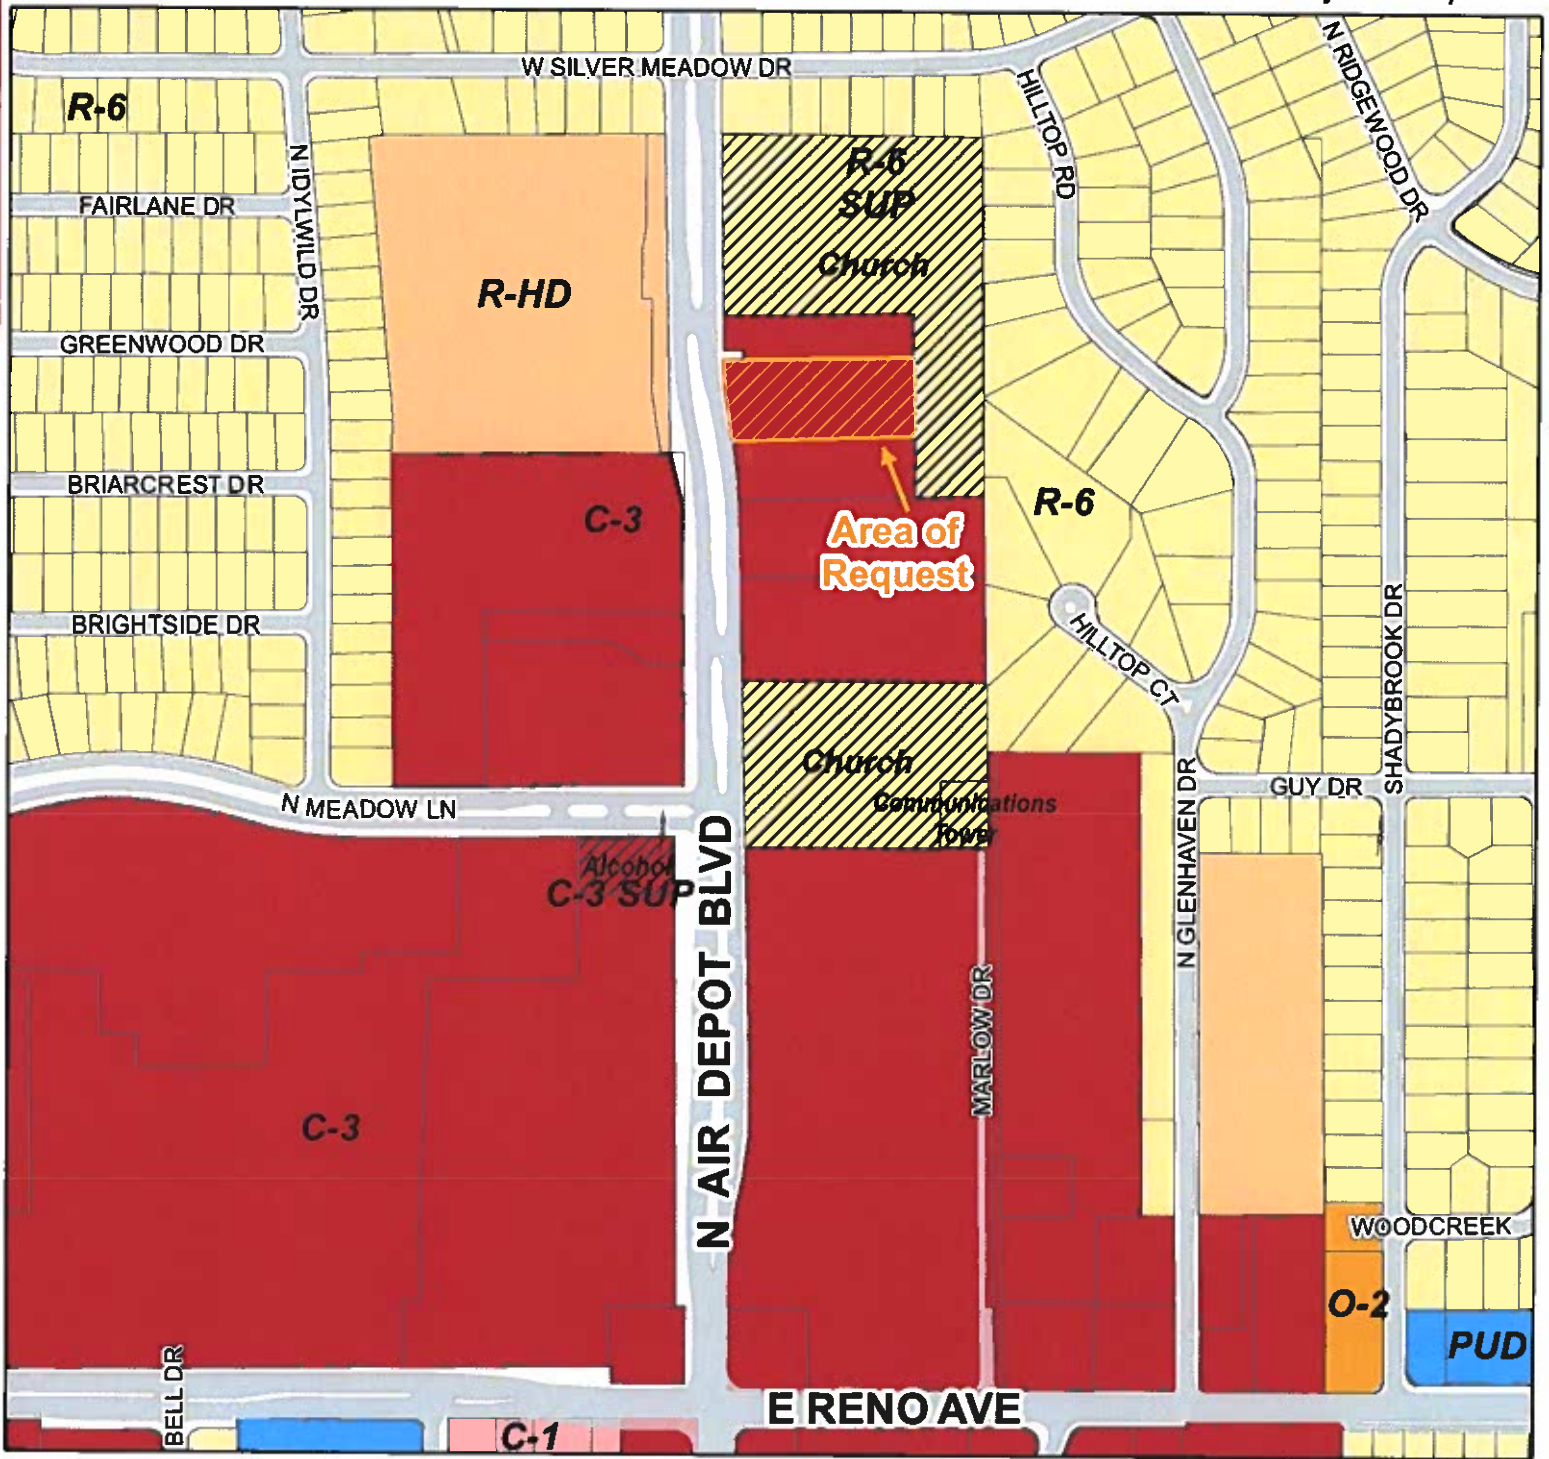 W SILVER MEADOW DR
N RIDGEWOOD DR
R-6
HILLTOP RD
N IDYLWILD DR
R-6
SUP
FAIRLANE DR
Church
R-HD
GREENWOOD DR
BRIARCREST DR
C-3
R-6
Area of
Request
BRIGHTSIDE DR
HILLTOP CT
SHADYBROOK DR
Church
N MEADOW LN
GUY DR
Communications
Tower
N GLENHAVEN DR
Alcohol
C-3 SUP
N AIR DEPOT BLVD
MARLOW DR
C-3
WOODCREEK
O-2
PUD
BELL DR
E RENO AVE
C-1